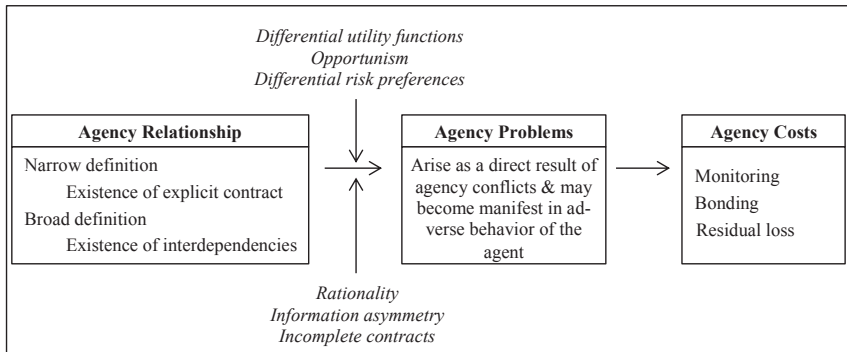 Differential utility functions
Opportunism
Differential risk preferences
Agency Relationship
Narrow definition
Existence of explicit contract
Broad definition
Existence of interdependencies
Agency Problems
Arise as a direct result of
agency conflicts & may
become manifest in ad-
verse behavior of the
agent
Agency Costs
Monitoring
Bonding
Residual loss
Rationality
Information asymmetry
Incomplete contracts